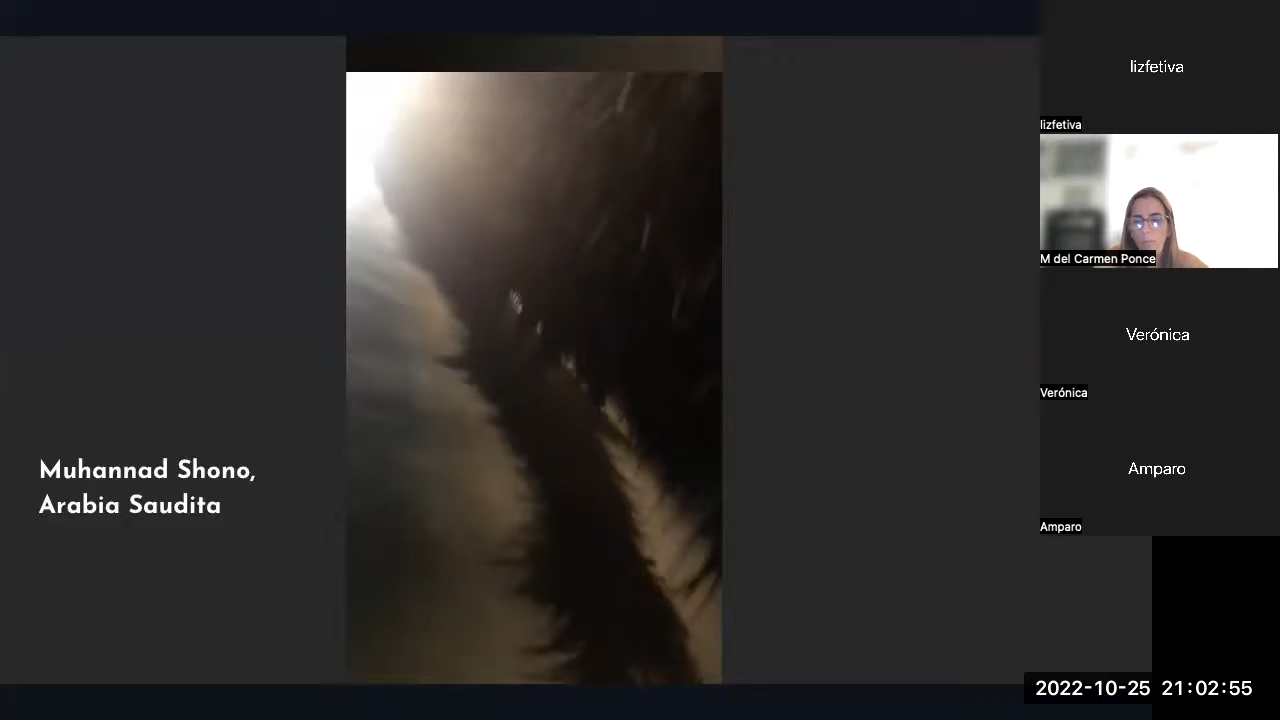 Muhannad Shono,
Arabia Saudita
lizfetiva
lizfetiva
M del Carmen Ponce
Verónica
Verónica
Amparo
Amparo
2022-10-25 21:02:55